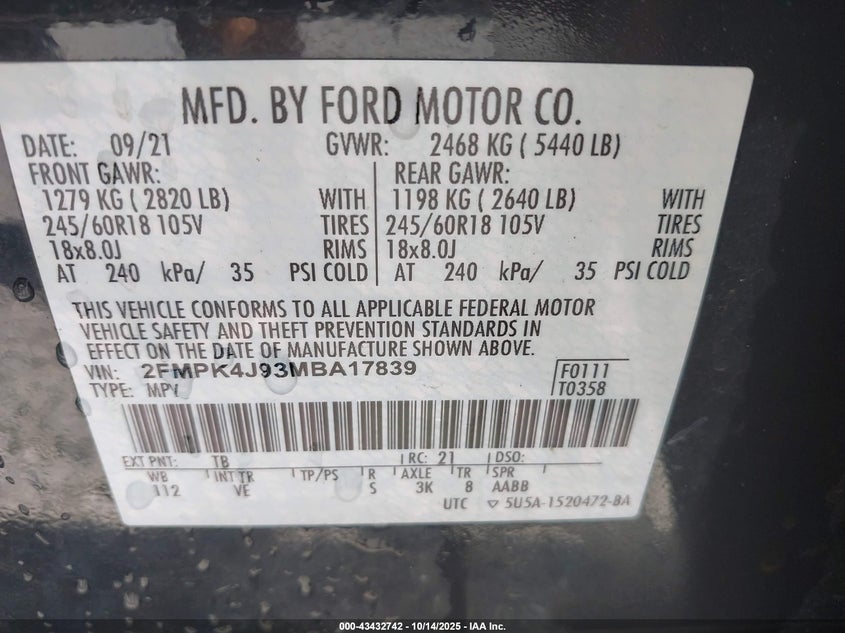 MFD. BY FORD MOTOR CO.
DATE: 09/21 GVWR: 2468 KG ( 5440 LB)
FRONT GAWR: REAR GAWR:
1279 KG ( 2820 LB) WITH 1198 KG ( 2640 LB) WITH
245/60R18 105V TIRES 245/60R18 105V TIRES
18x8.0J RIMS 18x8.0J RIMS
AT 240 kPa/ 35 PSI COLD AT 240 kPa/ 35 PSI COLD
THIS VEHICLE CONFORMS TO ALL APPLICABLE FEDERAL MOTOR
VEHICLE SAFETY AND THEFT PREVENTION STANDARDS IN
EFFECT ON THE DATE OF MANUFACTURE SHOWN ABOVE.
VIN: 2FMPK4J93MBA17839 F0111
TYPE: MPV T0358
EXT PNT: TB RC: 21 DSO:
WB INT TR TP/PS R AXLE TR SPR
112 VE S 3K 8 AABB
UTC ▽ 5U5A-1520472-BA
000-43432742 - 10/14/2025 - IAA Inc.